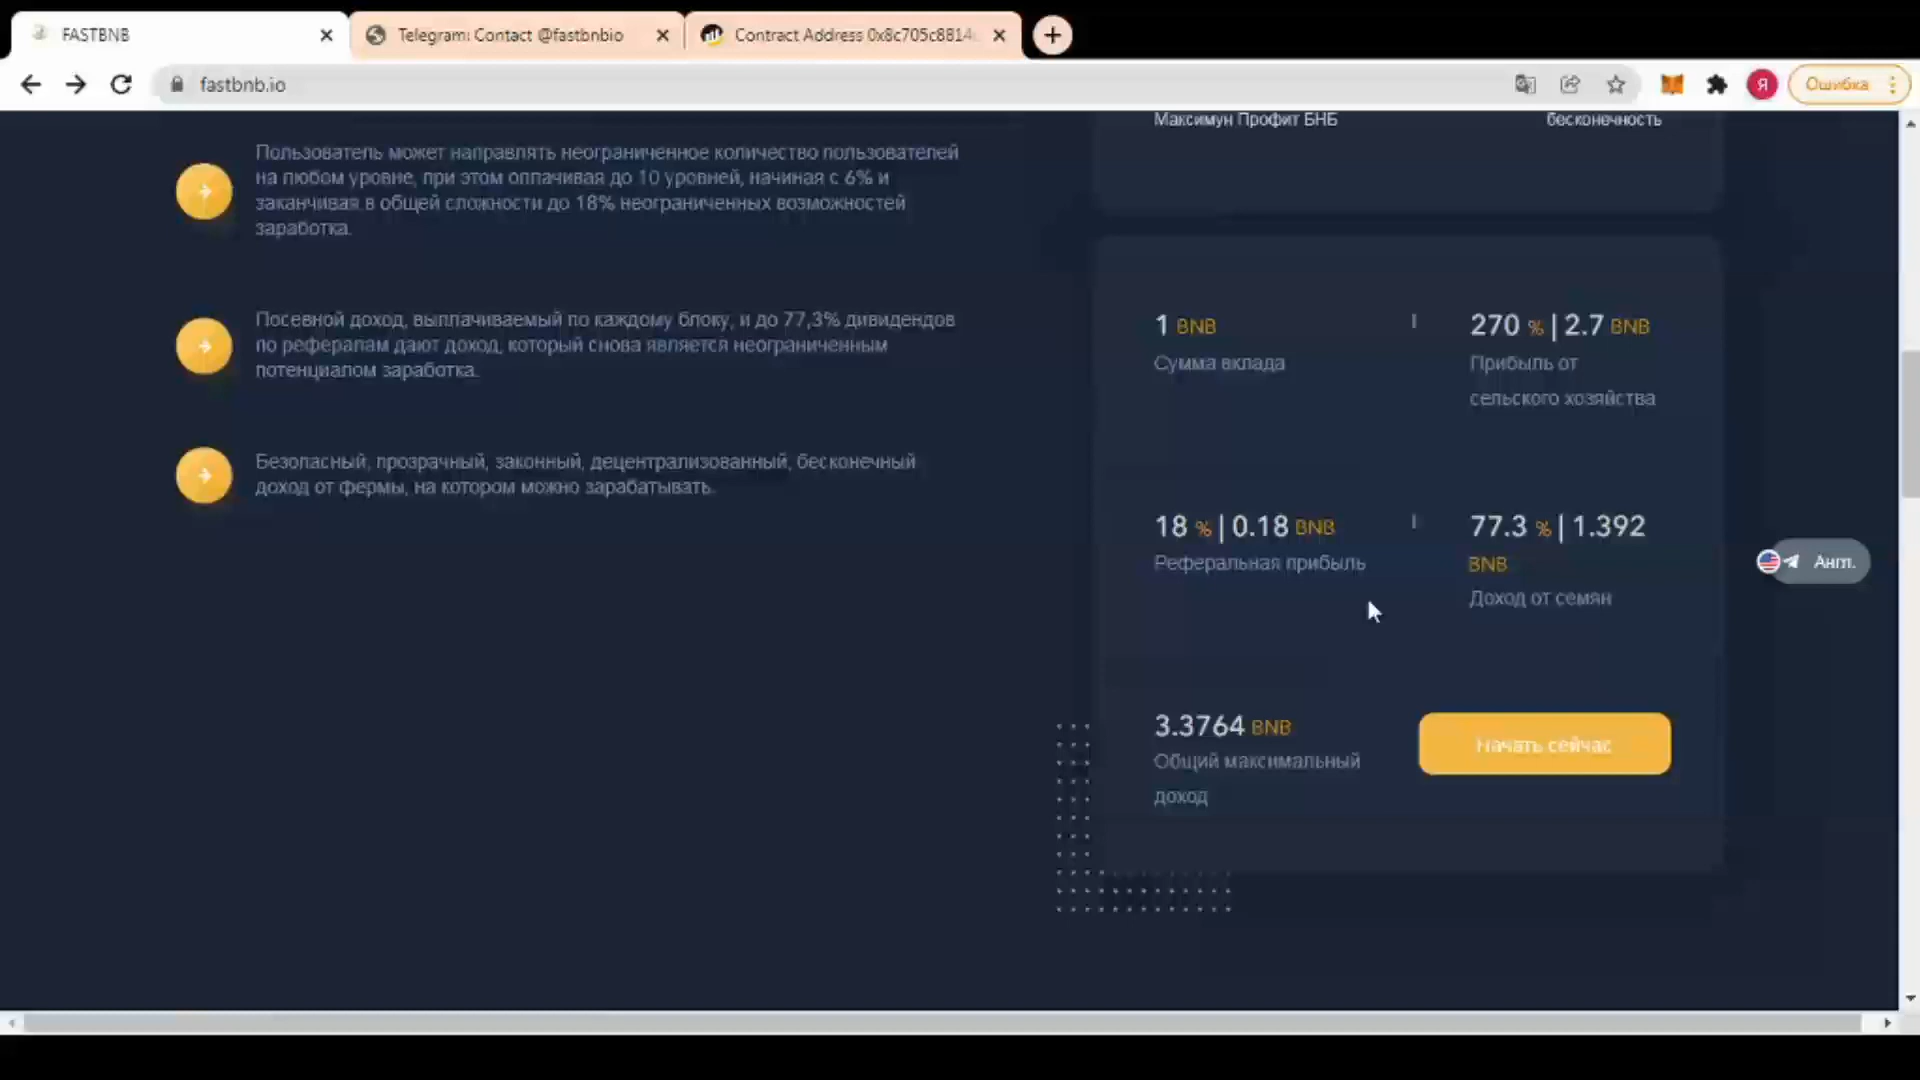 FASTBNB
Telegram: Contact @fastbnbio
Contract Address 0x8c705c8814
fastbnb.io
Я
Ошибка
Максимун Профит БНБ
бесконечность
Пользователь может направлять неограниченное количество пользователей
на любом уровне, при этом оплачивая до 10 уровней, начиная с 6% и
заканчивая в общей сложности до 18% неограниченных возможностей
заработка.
Посевной доход, выплачиваемый по каждому блоку, и до 77,3% дивидендов
по рефералам дают доход, который снова является неограниченным
потенциалом заработка.
Безопасный, прозрачный, законный, децентрализованный, бесконечный
доход от фермы, на котором можно зарабатывать.
1 BNB
Сумма вклада
270 % | 2.7 BNB
Прибыль от
сельского хозяйства
18 % | 0.18 BNB
Реферальная прибыль
77.3 % | 1.392
BNB
Доход от семян
3.3764 BNB
Общий максимальный
доход
Начать сейчас
Англ.